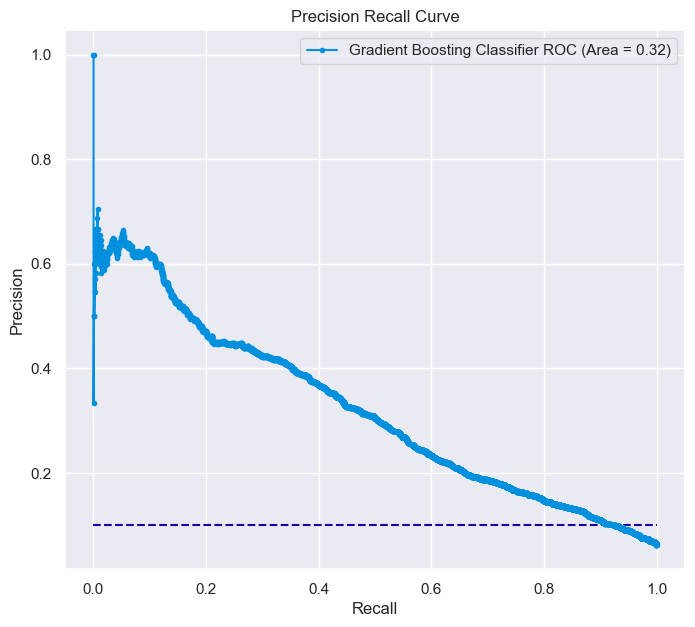 Precision Recall Curve
Gradient Boosting Classifier ROC (Area = 0.32)
1.0
0.8
0.6
0.4
0.2
Precision
0.0 0.2 0.4 0.6 0.8 1.0
Recall